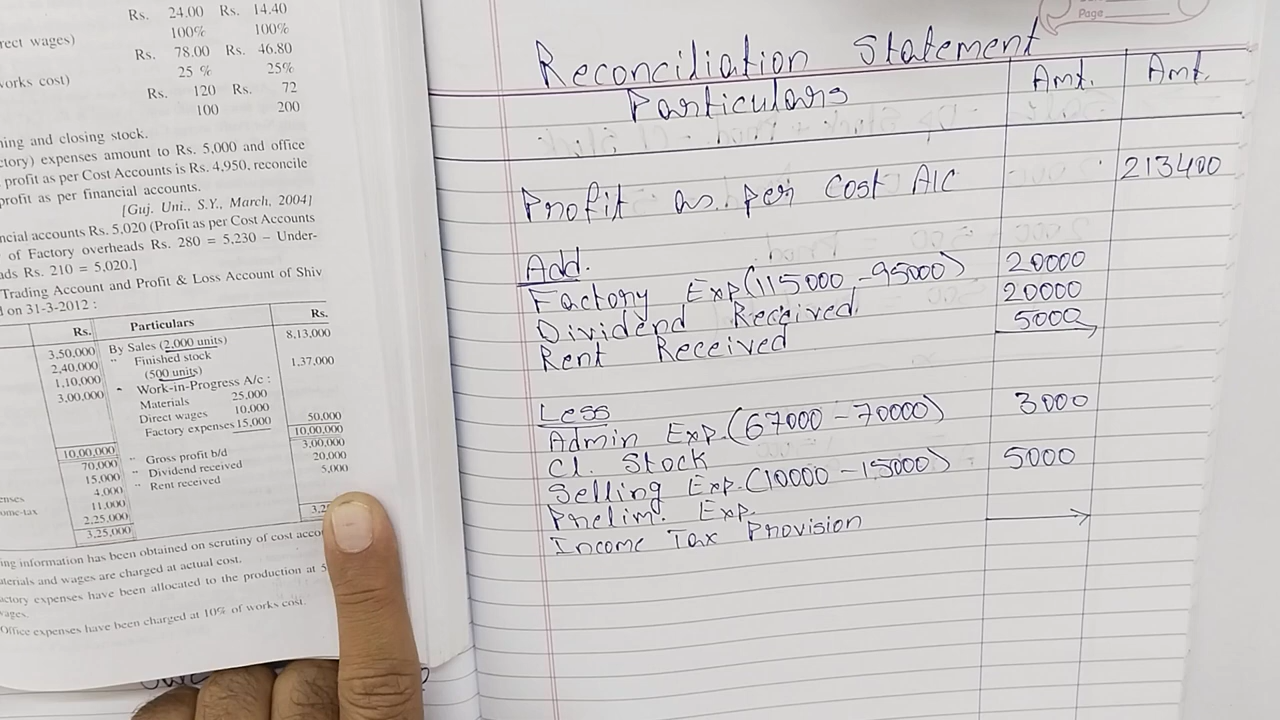 Rs. 24.00 Rs. 14.40
100% 100%
rect wages)
Rs. 78.00 Rs. 46.80
25 % 25%
works cost)
Rs. 120 Rs. 72
100 200
ning and closing stock.
ctory) expenses amount to Rs. 5,000 and office
profit as per Cost Accounts is Rs. 4,950, reconcile
profit as per financial accounts.
[Guj. Uni., S.Y., March, 2004]
ncial accounts Rs. 5,020 (Profit as per Cost Accounts
of Factory overheads Rs. 280 = 5,230 – Under-
ads Rs. 210 = 5,020.]
Trading Account and Profit & Loss Account of Shiv
d on 31-3-2012 :
Rs. Particulars Rs.
3,50,000 By Sales (2,000 units) 8,13,000
2,40,000 " Finished stock
1,10,000 (500 units) 1,37,000
3,00,000 " Work-in-Progress A/c :
Materials 25,000
Direct wages 10,000
Factory expenses 15,000 50,000
10,00,000 10,00,000
70,000 " Gross profit b/d 3,00,000
15,000 " Dividend received 20,000
4,000 " Rent received 5,000
enses 11,000
ome-tax 2,25,000
3,25,000 3,2
ing information has been obtained on scrutiny of cost acco
aterials and wages are charged at actual cost.
actory expenses have been allocated to the production at 5
wages.
Office expenses have been charged at 10% of works cost.
Page
Reconciliation Statement
Particulars Amt. Amt.
Profit as per Cost A/C 213400
Add.
Factory Exp(115000 - 95000) 20000
Dividend Received. 20000
Rent Received 5000
Less
Admin Exp.(67000 - 70000) 3000
Cl. Stock
Selling Exp.(10000 - 15000) 5000
Prelim. Exp.
Income Tax Provision